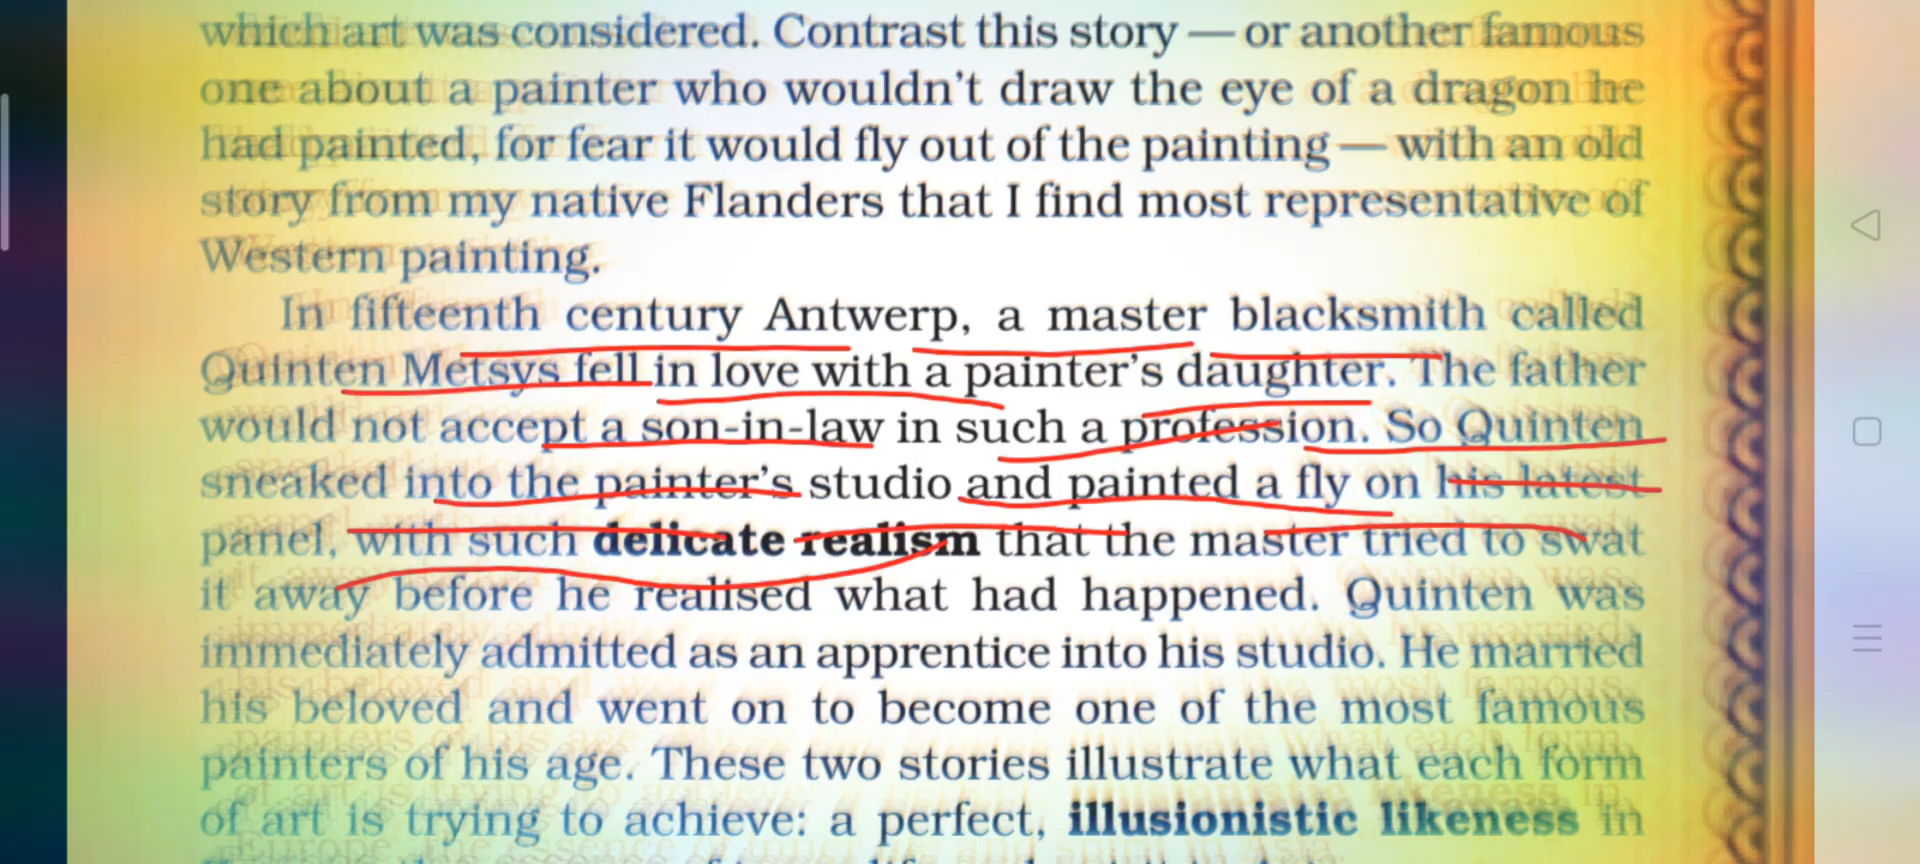 which art was considered. Contrast this story — or another famous
one about a painter who wouldn't draw the eye of a dragon he
had painted, for fear it would fly out of the painting — with an old
story from my native Flanders that I find most representative of
Western painting.
In fifteenth century Antwerp, a master blacksmith called
Quinten Metsys fell in love with a painter's daughter. The father
would not accept a son-in-law in such a profession. So Quinten
sneaked into the painter's studio and painted a fly on his latest
panel, with such delicate realism that the master tried to swat
it away before he realised what had happened. Quinten was
immediately admitted as an apprentice into his studio. He married
his beloved and went on to become one of the most famous
painters of his age. These two stories illustrate what each form
of art is trying to achieve: a perfect, illusionistic likeness in